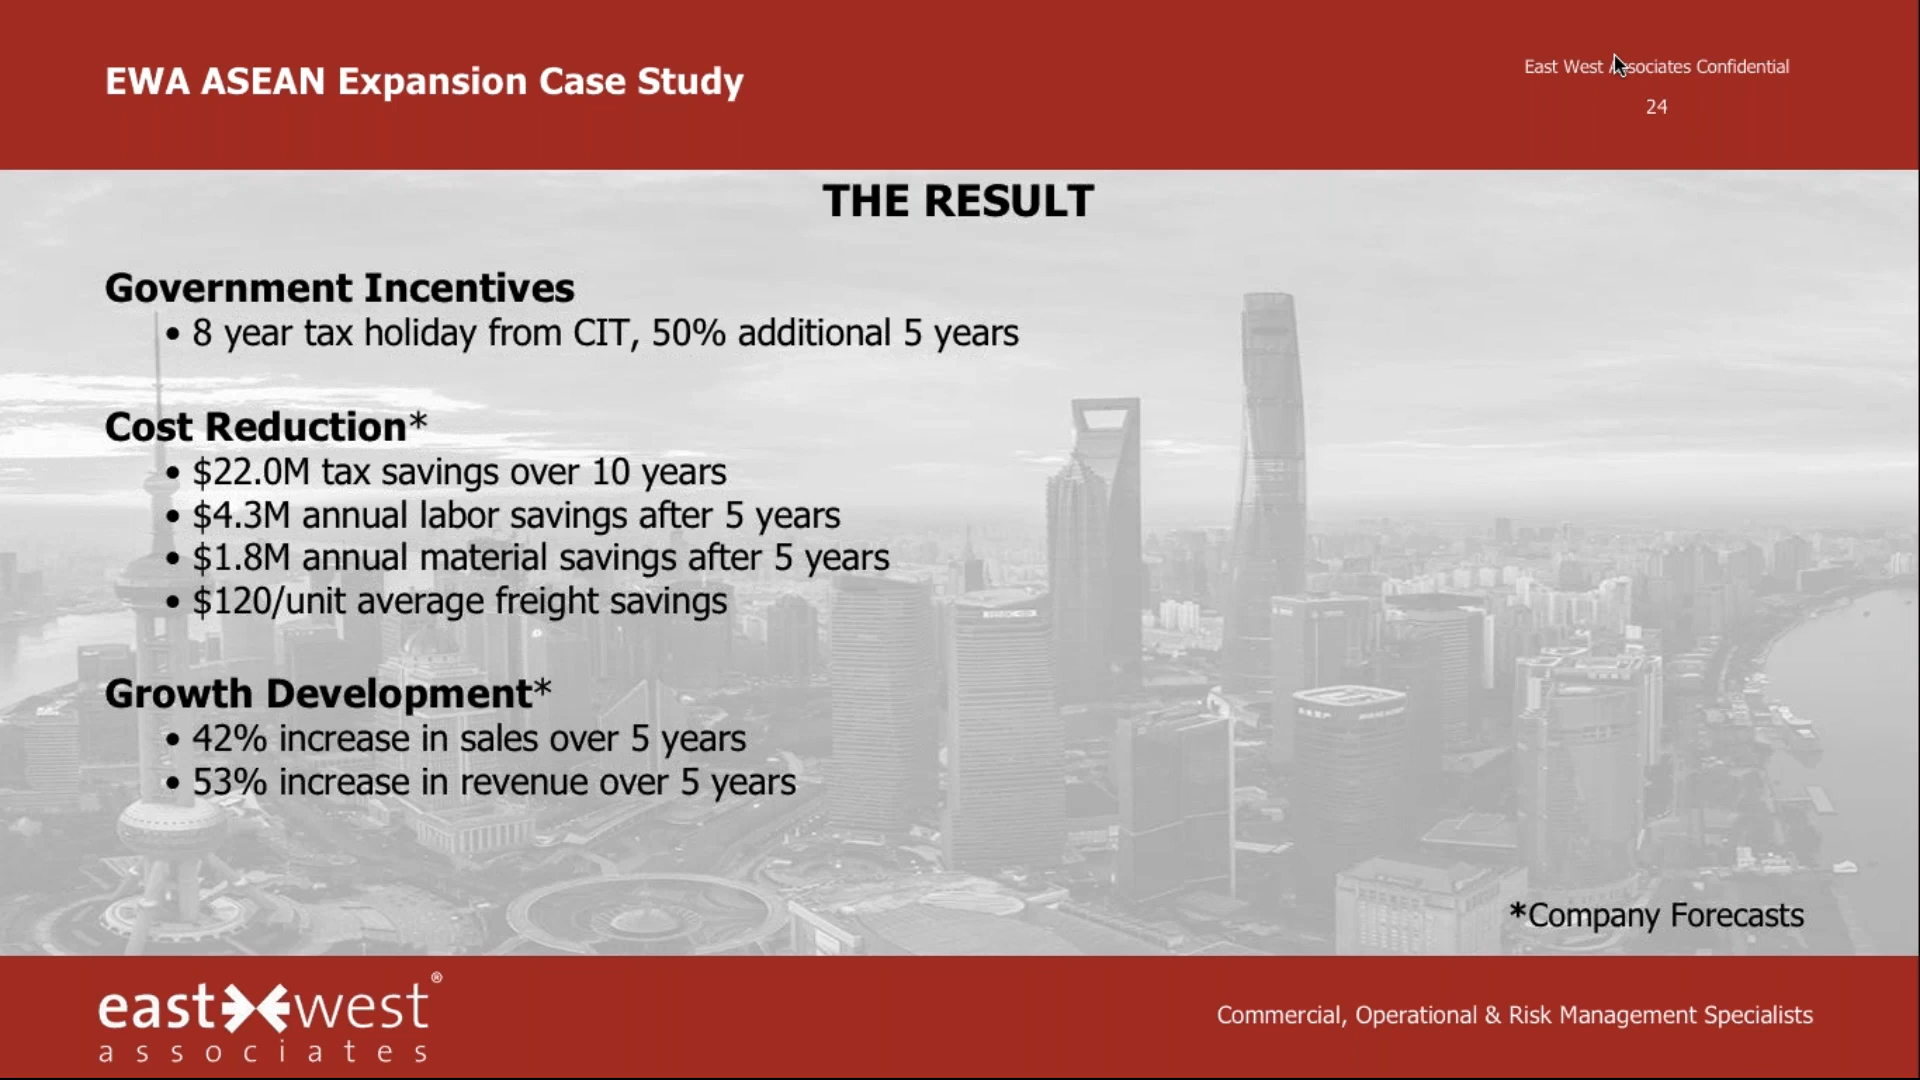 EWA ASEAN Expansion Case Study
East West Associates Confidential
24
THE RESULT
Government Incentives
• 8 year tax holiday from CIT, 50% additional 5 years
Cost Reduction*
• $22.0M tax savings over 10 years
• $4.3M annual labor savings after 5 years
• $1.8M annual material savings after 5 years
• $120/unit average freight savings
Growth Development*
• 42% increase in sales over 5 years
• 53% increase in revenue over 5 years
*Company Forecasts
east west®
associates
Commercial, Operational & Risk Management Specialists